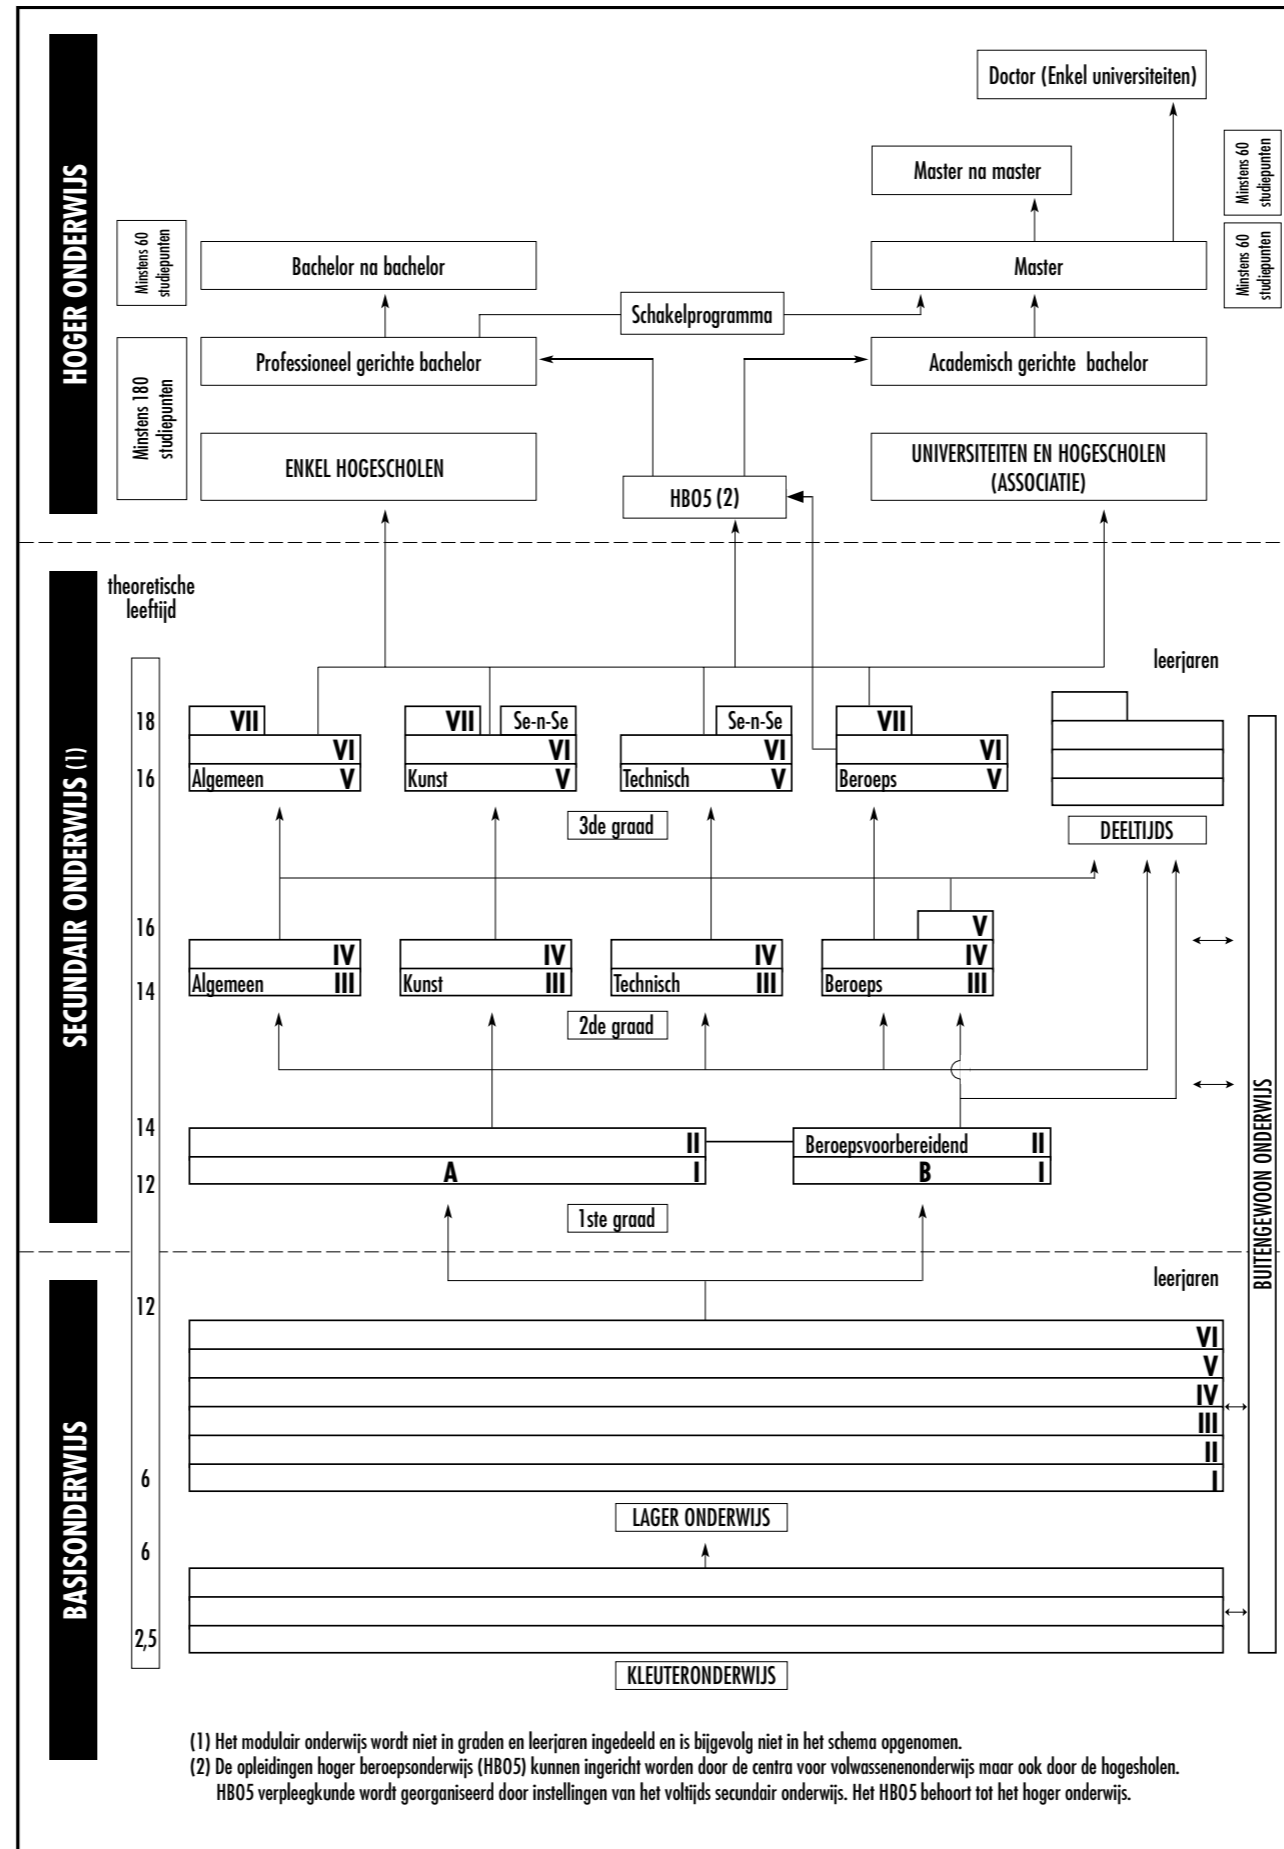 HOGER ONDERWIJS
Doctor (Enkel universiteiten)
Minstens 60
studiepunten
Master na master
Minstens 60
studiepunten
Bachelor na bachelor
Master
Minstens 60
studiepunten
Schakelprogramma
Minstens 180
studiepunten
Professioneel gerichte bachelor
Academisch gerichte bachelor
ENKEL HOGESCHOLEN
HBO5 (2)
UNIVERSITEITEN EN HOGESCHOLEN
(ASSOCIATIE)
SECUNDAIR ONDERWIJS (1)
theoretische
leeftijd
leerjaren
18
VII
VII
Se-n-Se
Se-n-Se
VII
VI
VI
VI
VI
16
Algemeen V
Kunst V
Technisch V
Beroeps V
3de graad
DEELTIJDS
16
V
IV
IV
IV
IV
14
Algemeen III
Kunst III
Technisch III
Beroeps III
2de graad
BUITENGEWOON ONDERWIJS
14
II
Beroepsvoorbereidend II
12
A I
B I
1ste graad
BASISONDERWIJS
leerjaren
12
VI
V
IV
III
II
6
I
LAGER ONDERWIJS
6
2,5
KLEUTERONDERWIJS
(1) Het modulair onderwijs wordt niet in graden en leerjaren ingedeeld en is bijgevolg niet in het schema opgenomen.
(2) De opleidingen hoger beroepsonderwijs (HBO5) kunnen ingericht worden door de centra voor volwassenenonderwijs maar ook door de hogesholen.
HBO5 verpleegkunde wordt georganiseerd door instellingen van het voltijds secundair onderwijs. Het HBO5 behoort tot het hoger onderwijs.